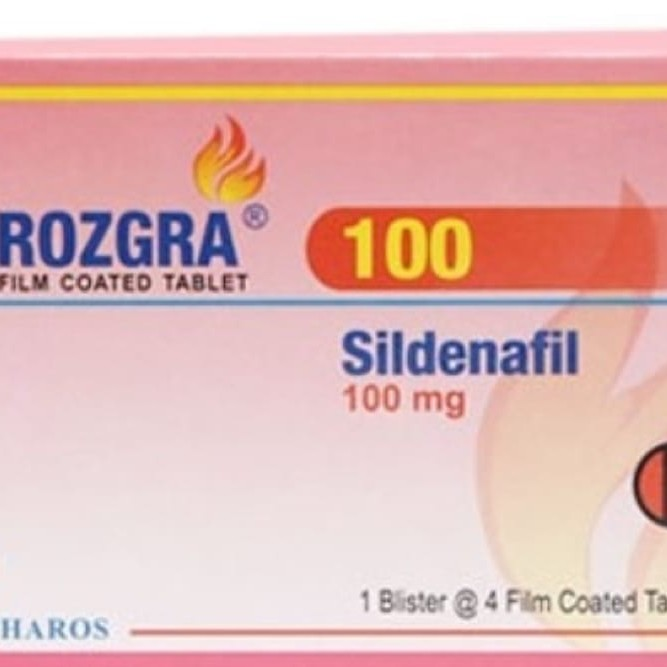 ROZGRA®
FILM COATED TABLET
100
Sildenafil
100 mg
1 Blister @ 4 Film Coated Ta
HAROS